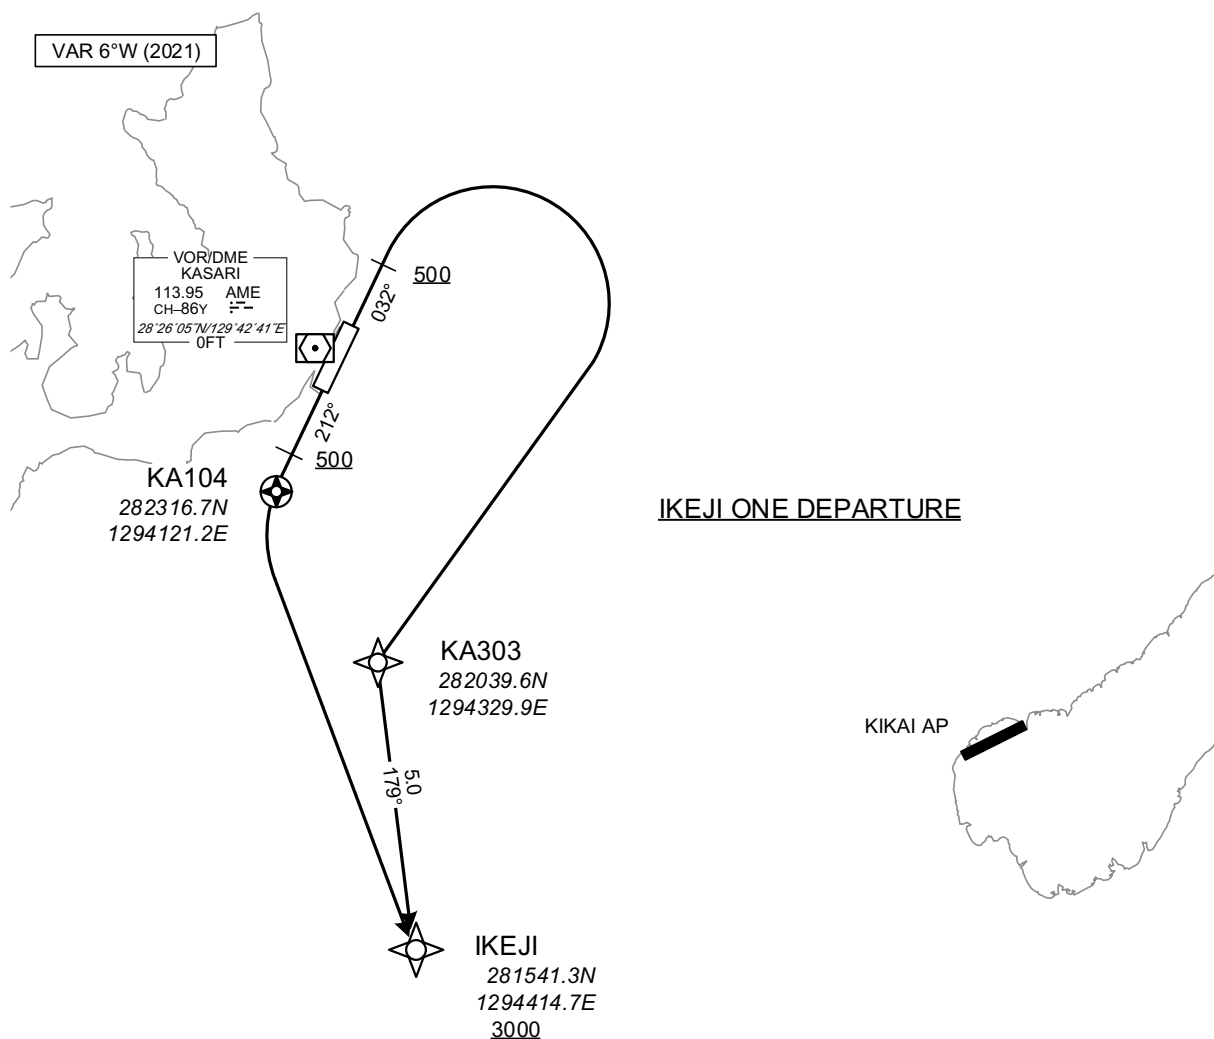 VAR 6°W (2021)
VOR/DME
KASARI
113.95 AME
CH–86Y
28°26'05"N/129°42'41"E
0FT
500
032°
212°
500
KA104
282316.7N
1294121.2E
IKEJI ONE DEPARTURE
KA303
282039.6N
1294329.9E
KIKAI AP
5.0
179°
IKEJI
281541.3N
1294414.7E
3000